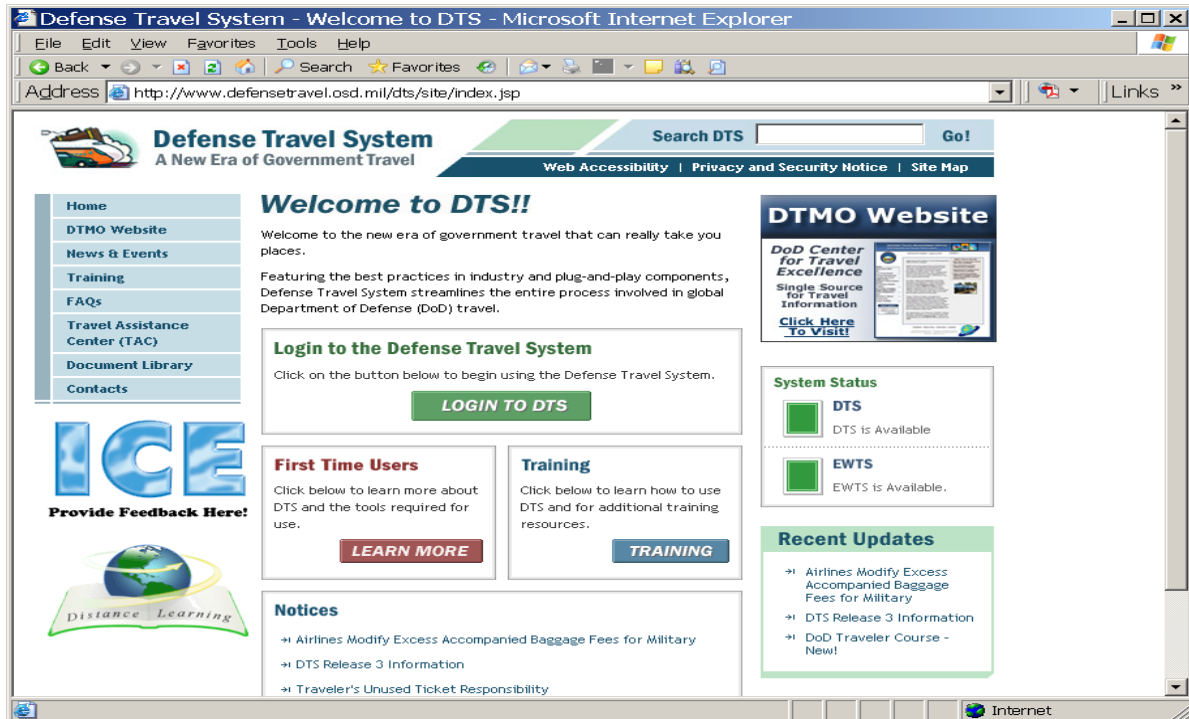 Defense Travel System - Welcome to DTS - Microsoft Internet Explorer
File Edit View Favorites Tools Help
Back Search Favorites
Address http://www.defensetravel.osd.mil/dts/site/index.jsp Links »
Defense Travel System
A New Era of Government Travel
Search DTS Go!
Web Accessibility | Privacy and Security Notice | Site Map
Home
DTMO Website
News & Events
Training
FAQs
Travel Assistance
Center (TAC)
Document Library
Contacts
ICE
Provide Feedback Here!
Distance Learning
Welcome to DTS!!
Welcome to the new era of government travel that can really take you
places.
Featuring the best practices in industry and plug-and-play components,
Defense Travel System streamlines the entire process involved in global
Department of Defense (DoD) travel.
Login to the Defense Travel System
Click on the button below to begin using the Defense Travel System.
LOGIN TO DTS
First Time Users
Click below to learn more about
DTS and the tools required for
use.
LEARN MORE
Training
Click below to learn how to use
DTS and for additional training
resources.
TRAINING
Notices
Airlines Modify Excess Accompanied Baggage Fees for Military
DTS Release 3 Information
Traveler's Unused Ticket Responsibility
DTMO Website
DoD Center
for Travel
Excellence
Single Source
for Travel
Information
Click Here
To Visit!
System Status
DTS
DTS is Available
EWTS
EWTS is Available.
Recent Updates
Airlines Modify Excess
Accompanied Baggage
Fees for Military
DTS Release 3 Information
DoD Traveler Course -
New!
Internet